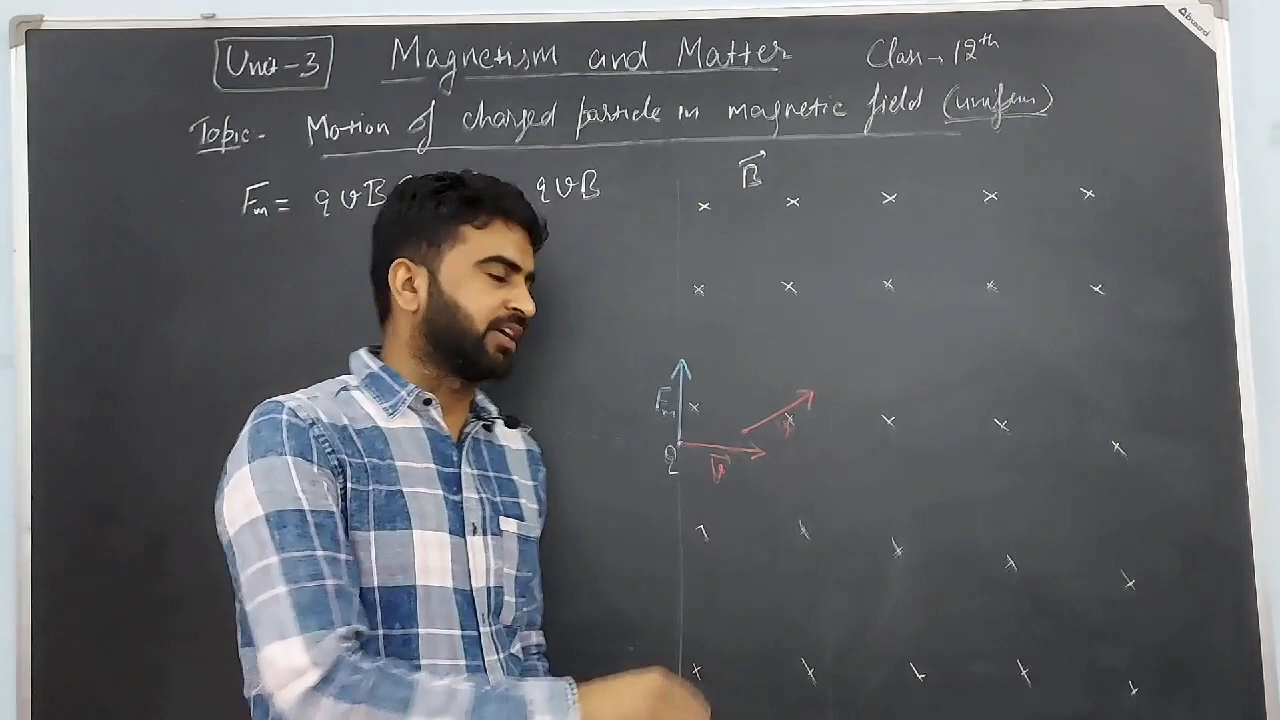 Unit-3 Magnetism and Matter Class → 12th
Topic- Motion of charged particle in magnetic field (uniform)
Fm = qvB qvB
B
Fm
q
v
v